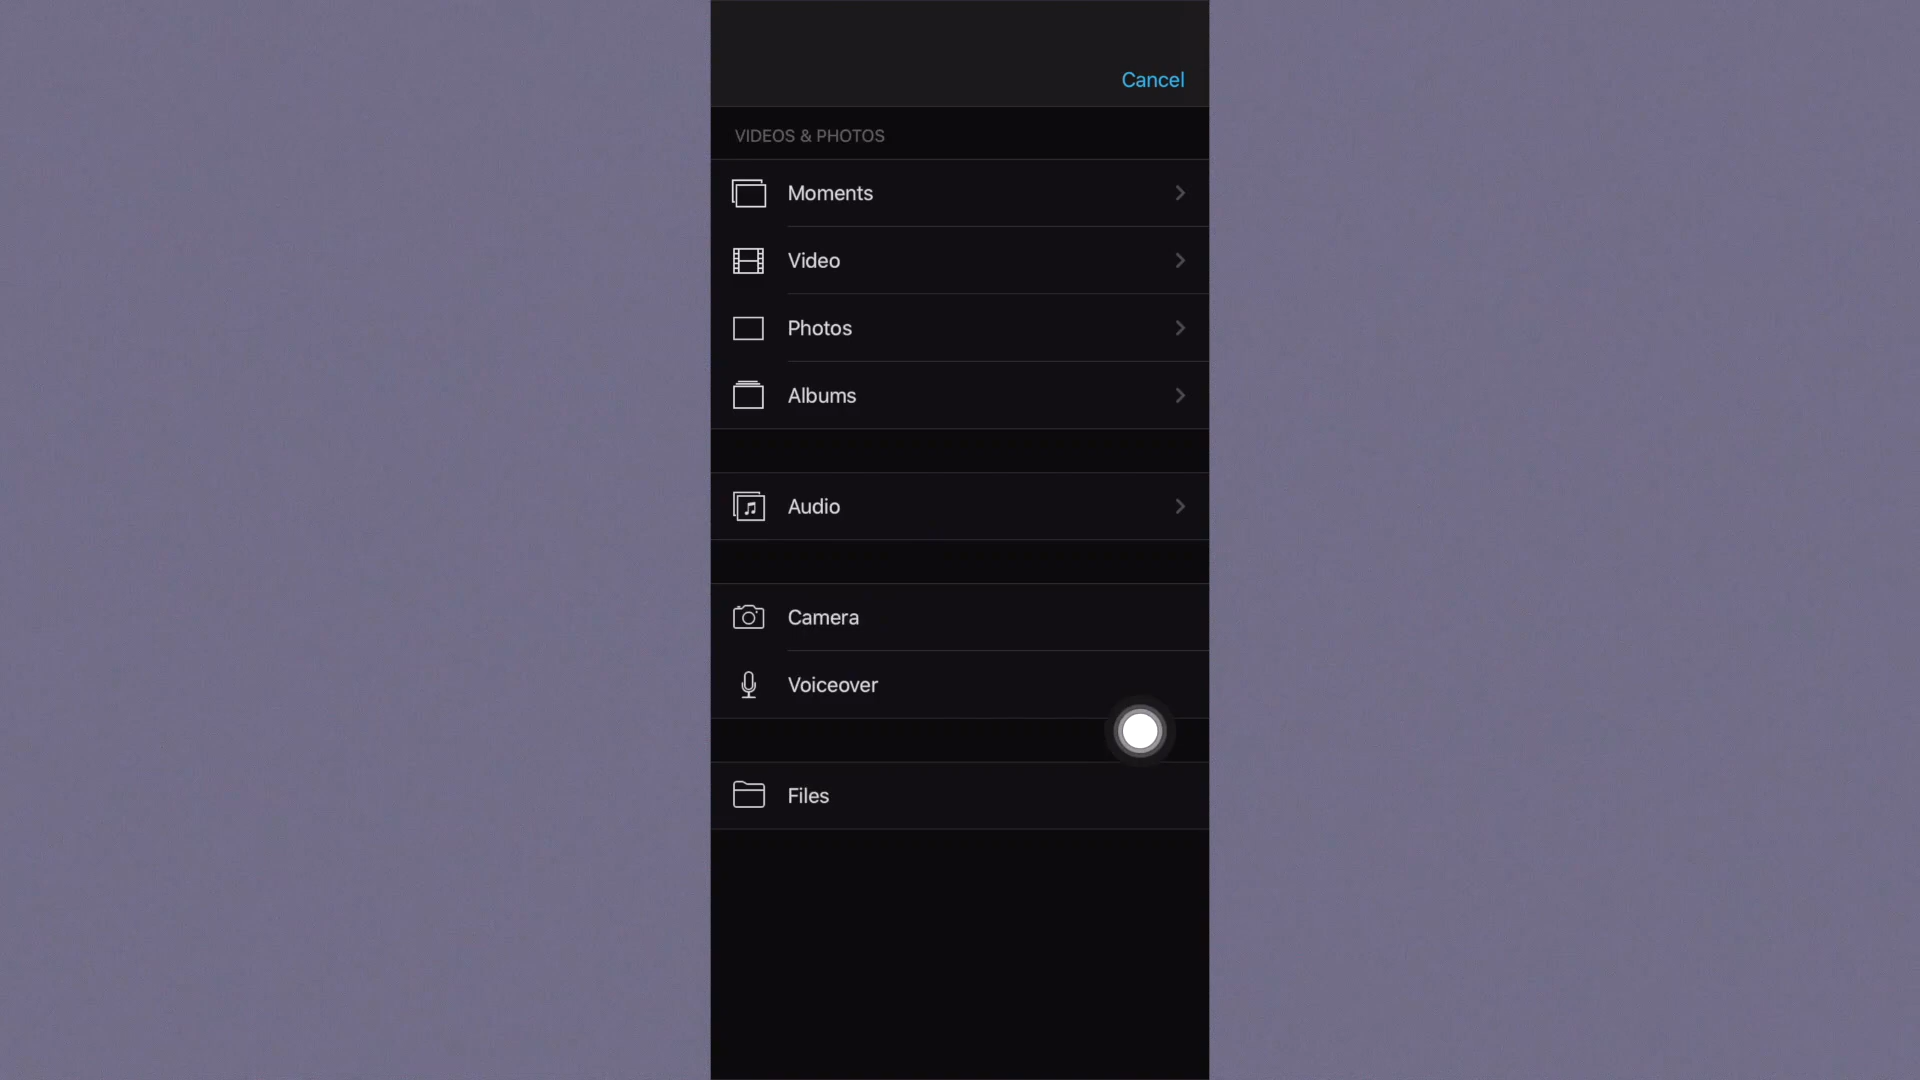 Cancel
VIDEOS & PHOTOS
Moments
Video
Photos
Albums
Audio
Camera
Voiceover
Files